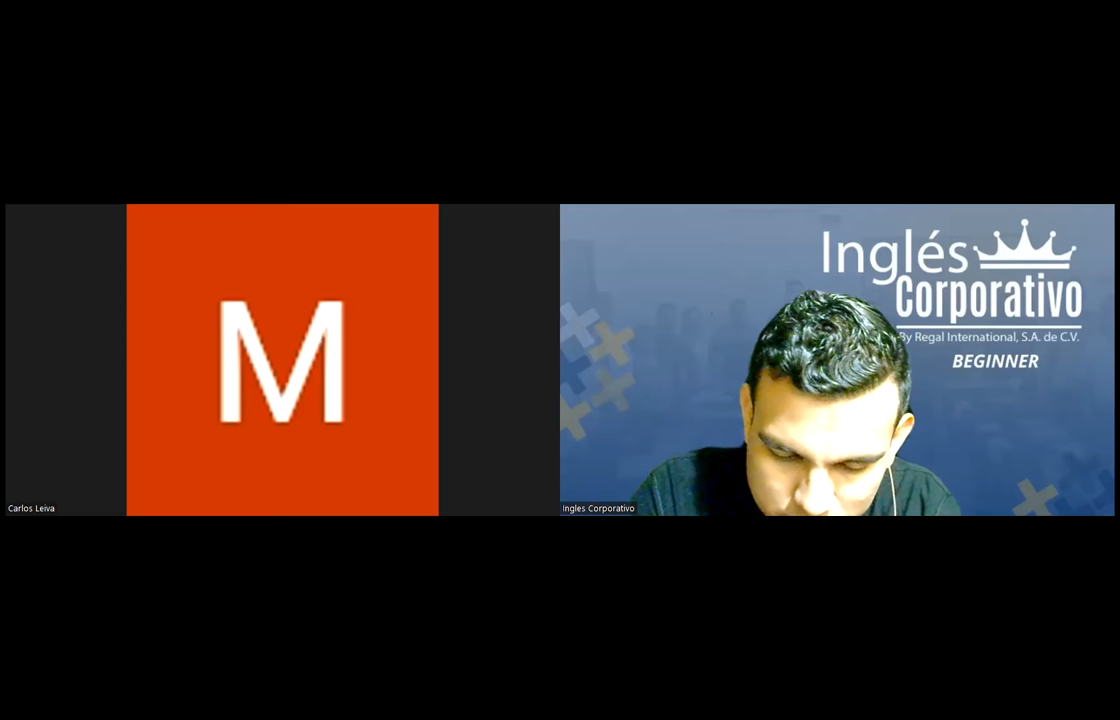 M
Carlos Leiva
Inglés
Corporativo
By Regal International, S.A. de C.V.
BEGINNER
Ingles Corporativo